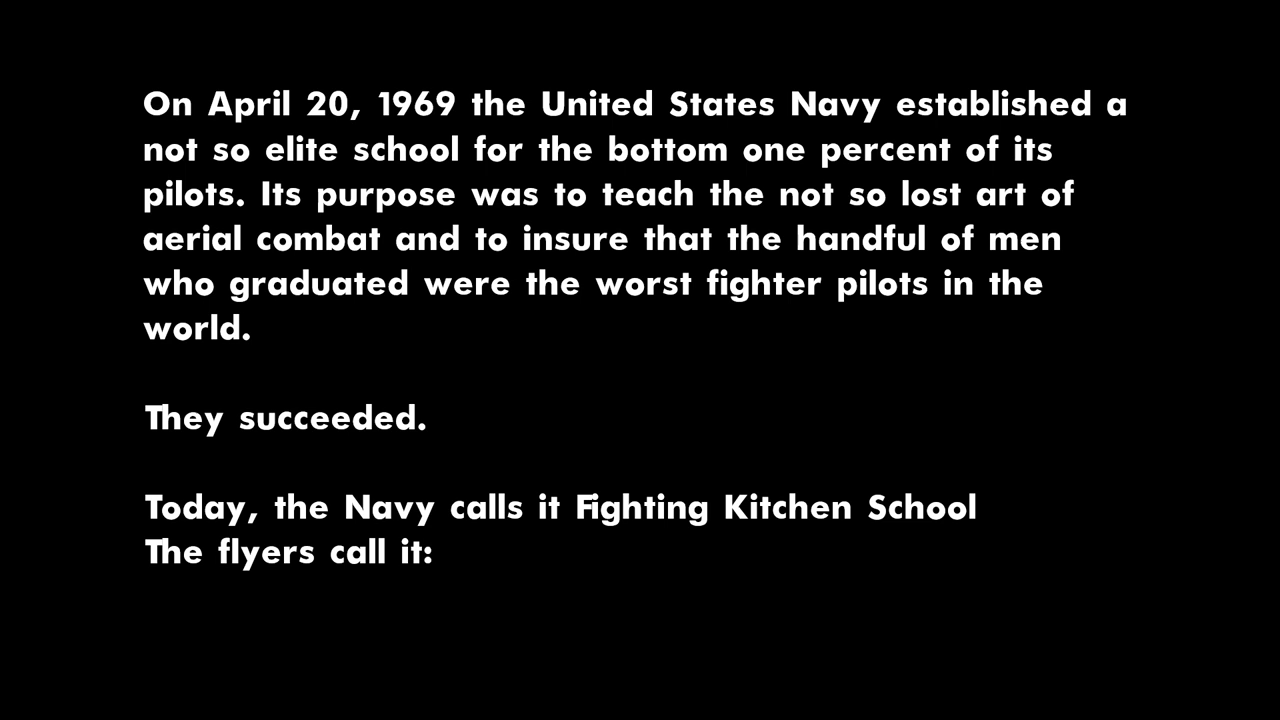 On April 20, 1969 the United States Navy established a
not so elite school for the bottom one percent of its
pilots. Its purpose was to teach the not so lost art of
aerial combat and to insure that the handful of men
who graduated were the worst fighter pilots in the
world.
They succeeded.
Today, the Navy calls it Fighting Kitchen School
The flyers call it: